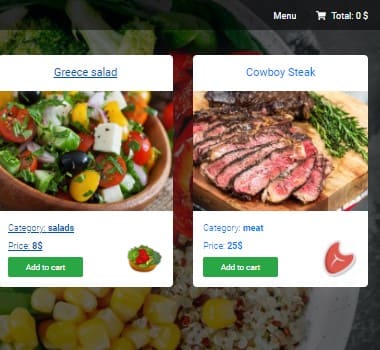 Menu Total: 0 $
Greece salad
Cowboy Steak
Category: salads
Price: 8$
Add to cart
Category: meat
Price: 25$
Add to cart